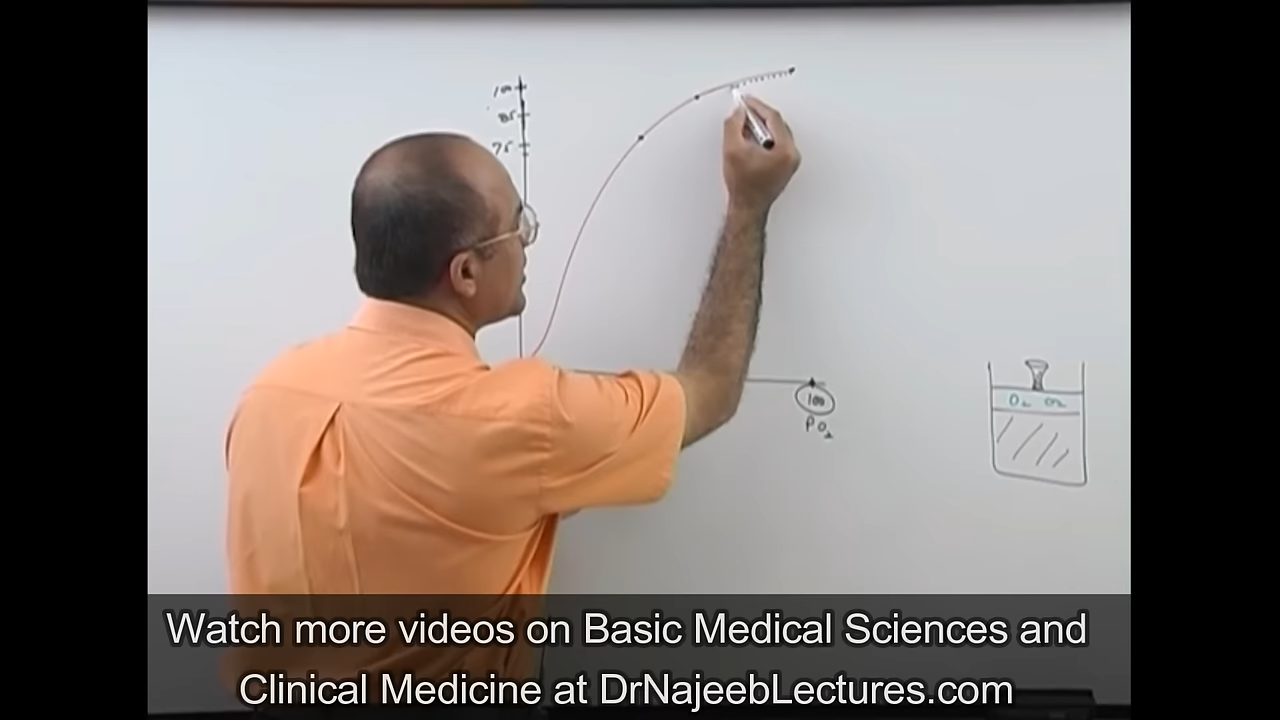 100
85
75
100
PO₂
O₂ O₂
Watch more videos on Basic Medical Sciences and
Clinical Medicine at DrNajeebLectures.com